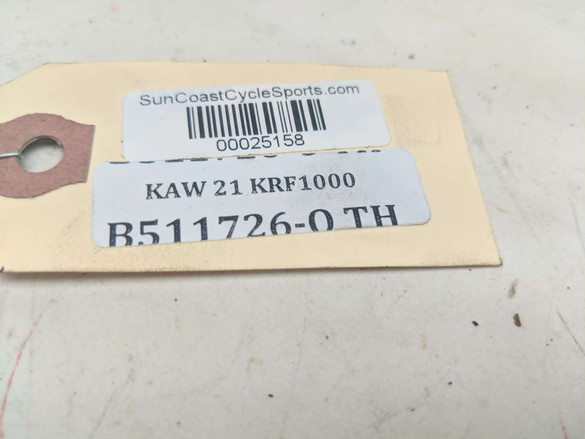 SunCoastCycleSports.com
00025158
KAW 21 KRF1000
B511726-O TH